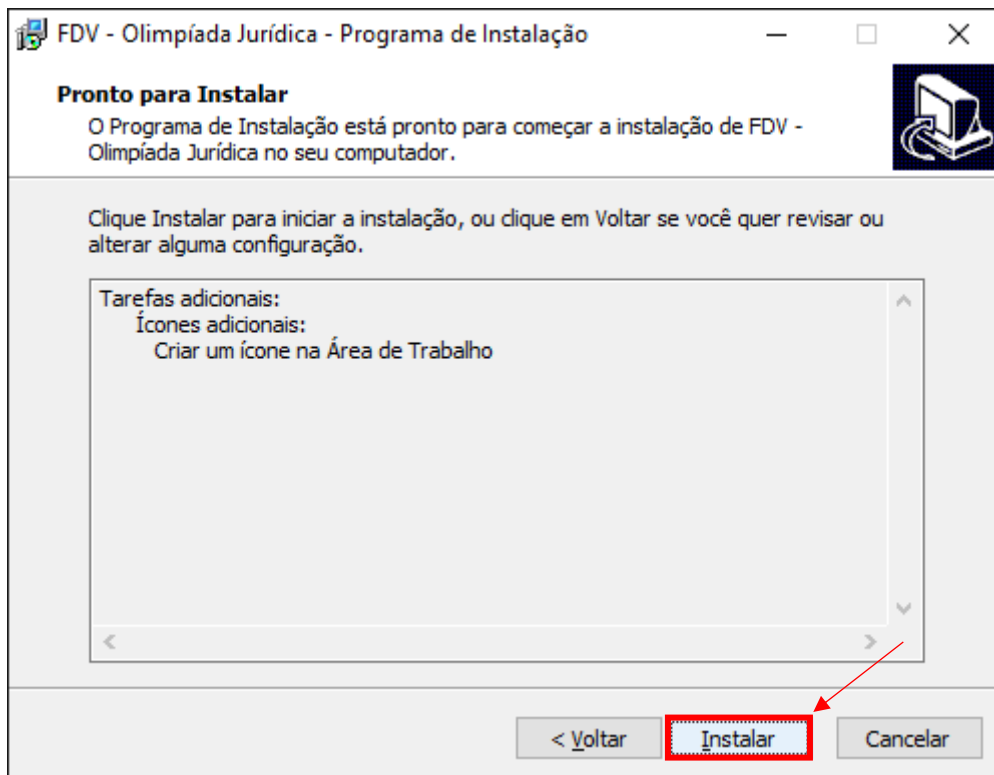 FDV - Olimpíada Jurídica - Programa de Instalação
Pronto para Instalar
O Programa de Instalação está pronto para começar a instalação de FDV -
Olimpíada Jurídica no seu computador.
Clique Instalar para iniciar a instalação, ou clique em Voltar se você quer revisar ou
alterar alguma configuração.
Tarefas adicionais:
Ícones adicionais:
Criar um ícone na Área de Trabalho
< Voltar
Instalar
Cancelar